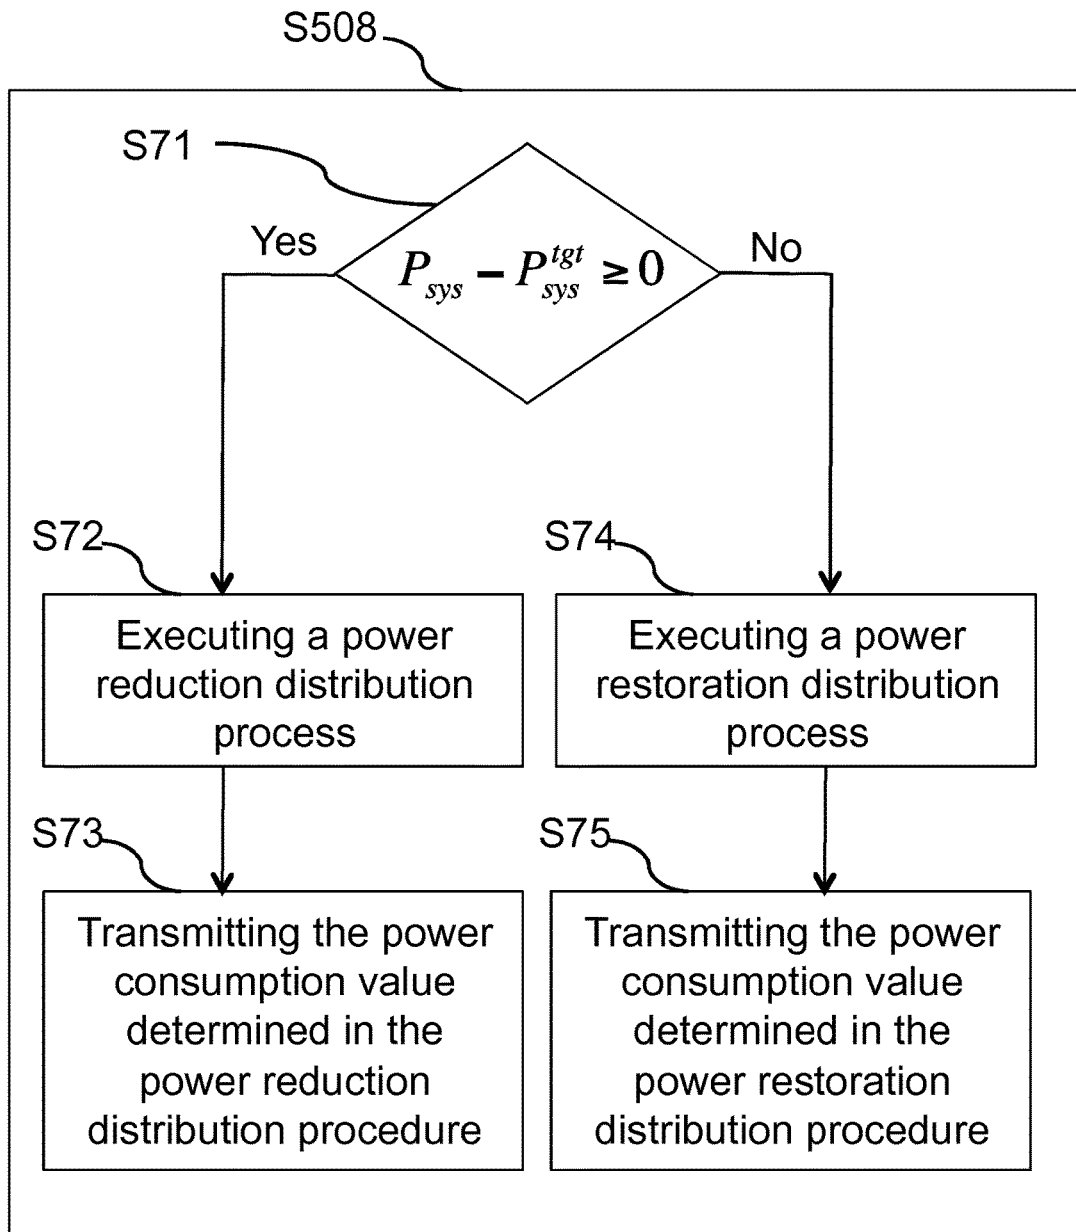 S508
S71
Yes
No
P_sys − P_sys^tgt ≥ 0
S72
S74
Executing a power
reduction distribution
process
Executing a power
restoration distribution
process
S73
S75
Transmitting the power
consumption value
determined in the
power reduction
distribution procedure
Transmitting the power
consumption value
determined in the
power restoration
distribution procedure